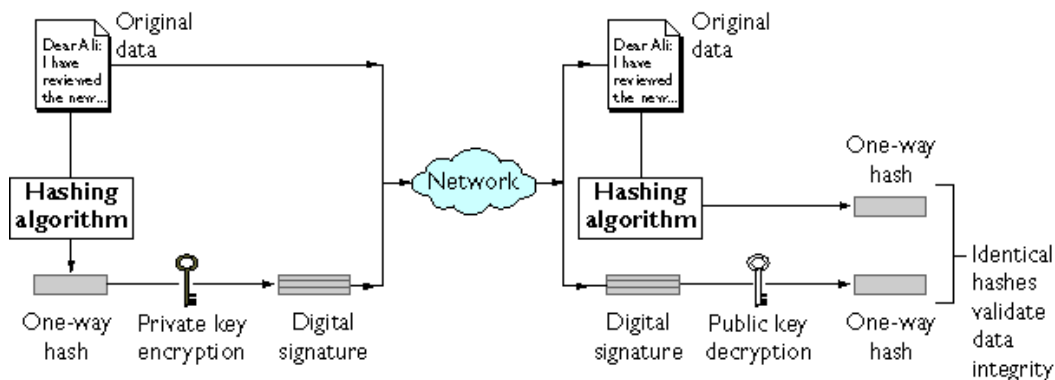 Original
data
Dear Ali:
I have
reviewed
the new...
Hashing
algorithm
One-way
hash
Private key
encryption
Digital
signature
Network
Original
data
Dear Ali:
I have
reviewed
the new...
Hashing
algorithm
One-way
hash
Digital
signature
Public key
decryption
One-way
hash
Identical
hashes
validate
data
integrity